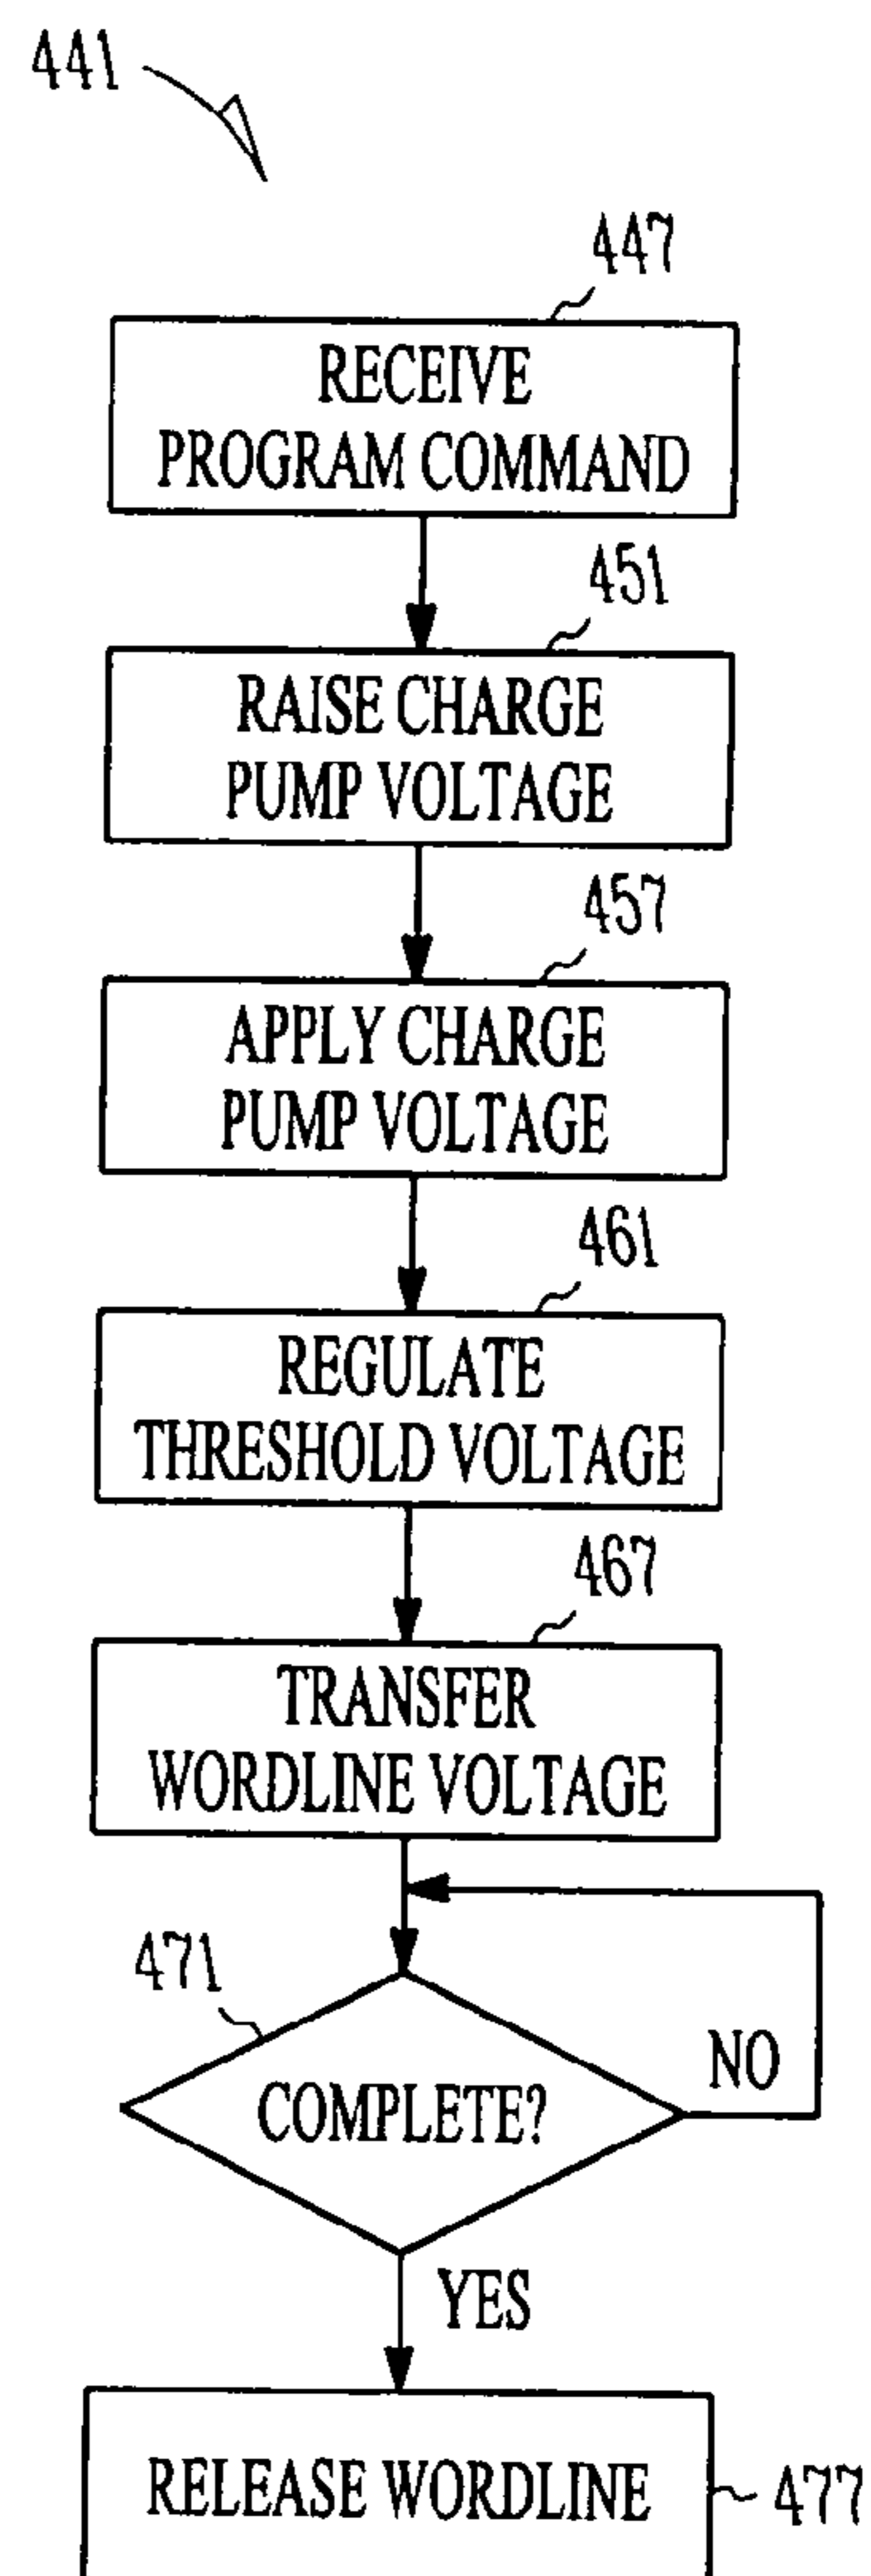 441
447
RECEIVE
PROGRAM COMMAND
451
RAISE CHARGE
PUMP VOLTAGE
457
APPLY CHARGE
PUMP VOLTAGE
461
REGULATE
THRESHOLD VOLTAGE
467
TRANSFER
WORDLINE VOLTAGE
471
COMPLETE?
NO
YES
RELEASE WORDLINE
477